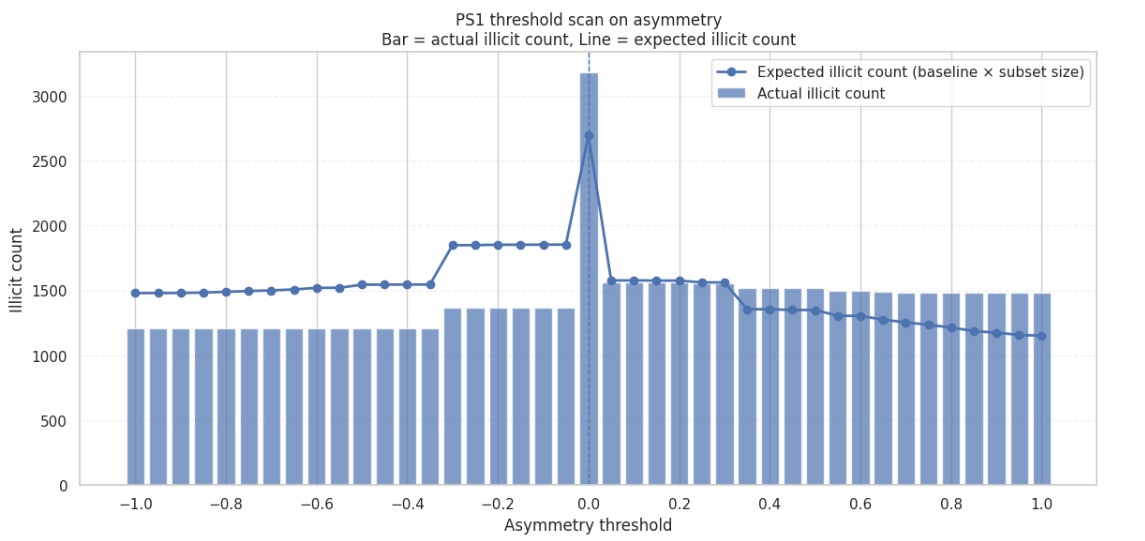 PS1 threshold scan on asymmetry
Bar = actual illicit count, Line = expected illicit count
Expected illicit count (baseline × subset size)
Actual illicit count
Illicit count
3000
2500
2000
1500
1000
500
0
−1.0 −0.8 −0.6 −0.4 −0.2 0.0 0.2 0.4 0.6 0.8 1.0
Asymmetry threshold